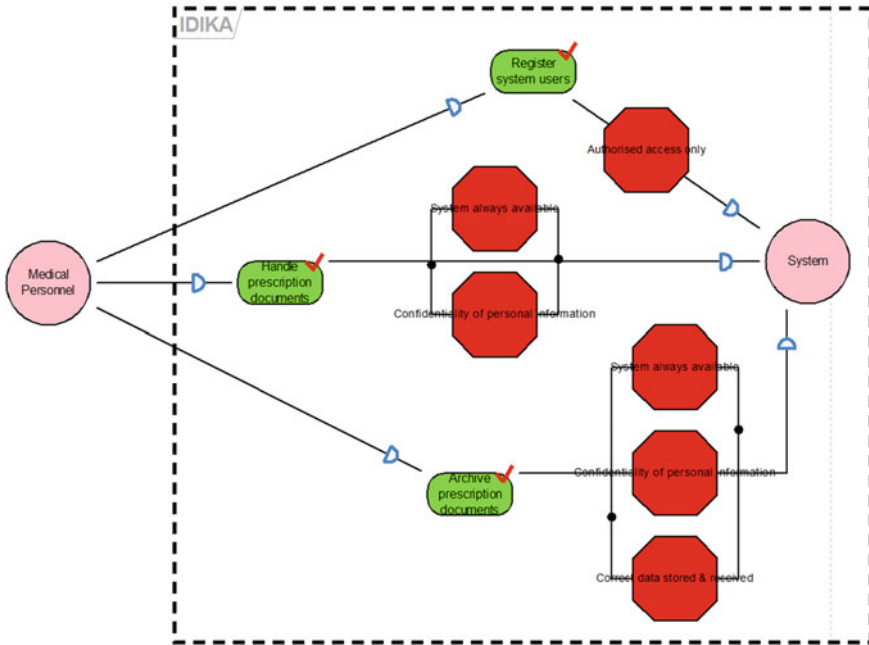 IDIKA
Register
system users
Authorised access only
System always available
Medical
Personnel
Handle
prescription
documents
System
Confidentiality of personal information
System always available
Archive
prescription
documents
Confidentiality of personal information
Correct data stored & received